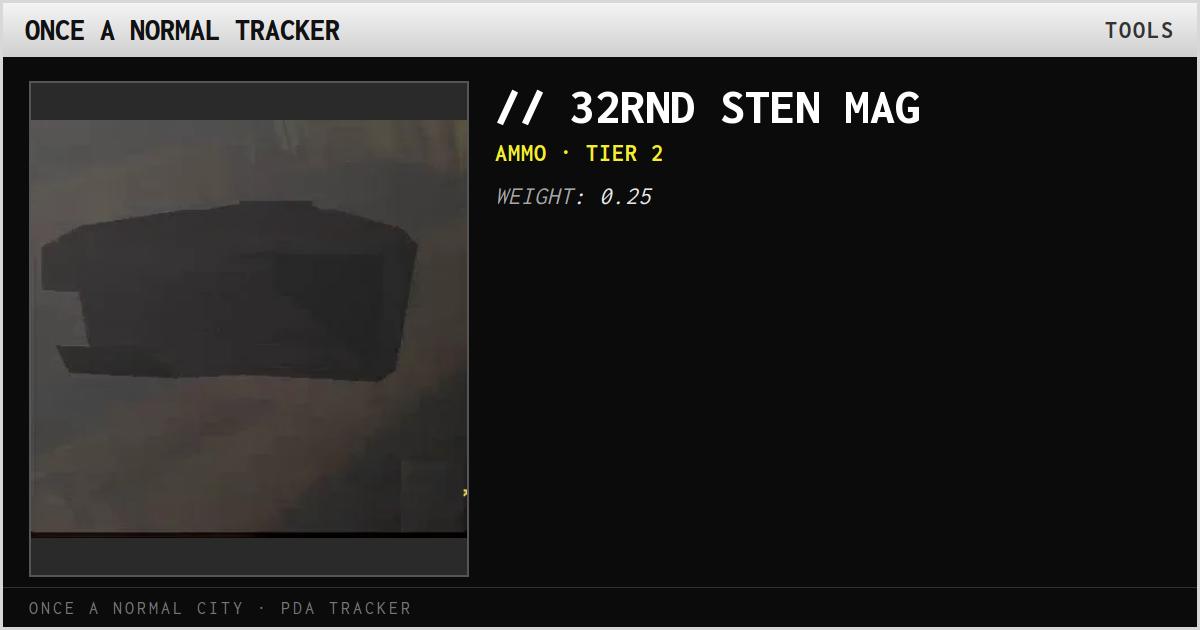 ONCE A NORMAL TRACKER
TOOLS
// 32RND STEN MAG
AMMO · TIER 2
WEIGHT: 0.25
ONCE A NORMAL CITY · PDA TRACKER